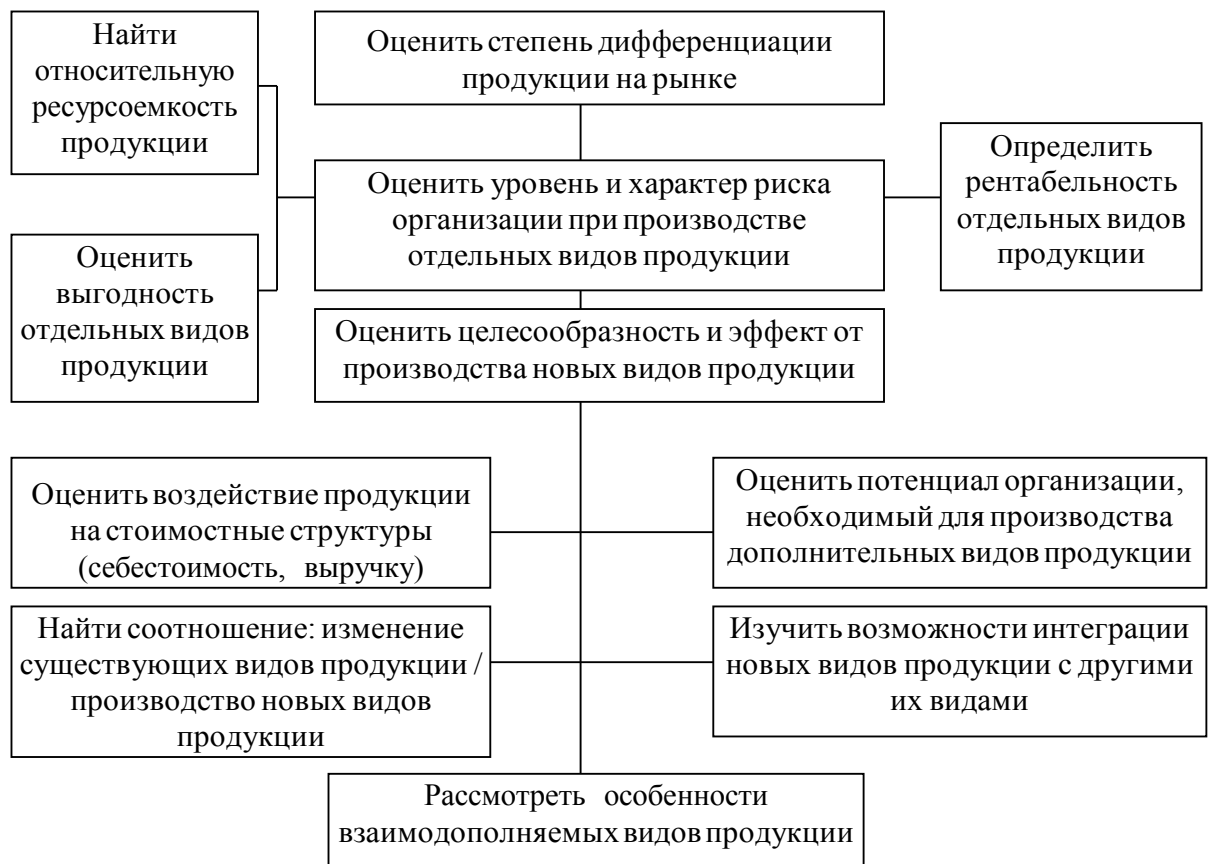 Найти
относительную
ресурсоемкость
продукции
Оценить степень дифференциации
продукции на рынке
Оценить уровень и характер риска
организации при производстве
отдельных видов продукции
Определить
рентабельность
отдельных видов
продукции
Оценить
выгодность
отдельных видов
продукции
Оценить целесообразность и эффект от
производства новых видов продукции
Оценить воздействие продукции
на стоимостные структуры
(себестоимость, выручку)
Оценить потенциал организации,
необходимый для производства
дополнительных видов продукции
Найти соотношение: изменение
существующих видов продукции /
производство новых видов
продукции
Изучить возможности интеграции
новых видов продукции с другими
их видами
Рассмотреть особенности
взаимодополняемых видов продукции